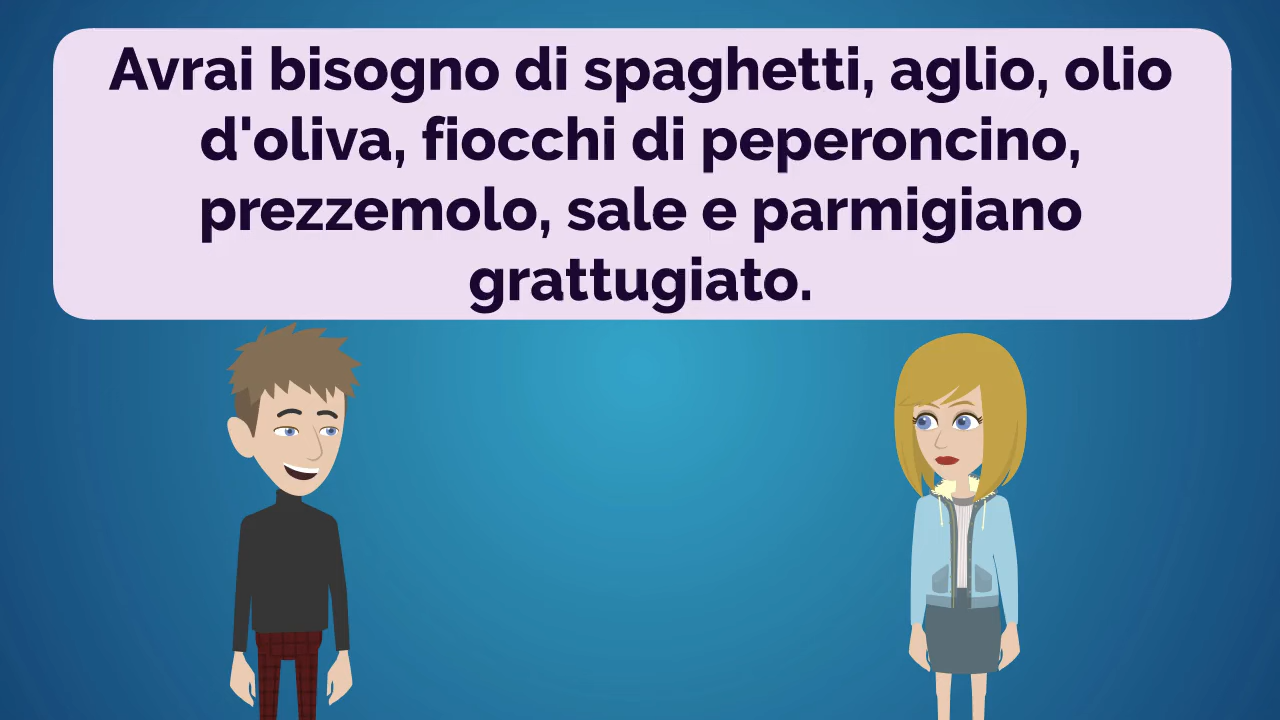 Avrai bisogno di spaghetti, aglio, olio
d'oliva, fiocchi di peperoncino,
prezzemolo, sale e parmigiano
grattugiato.